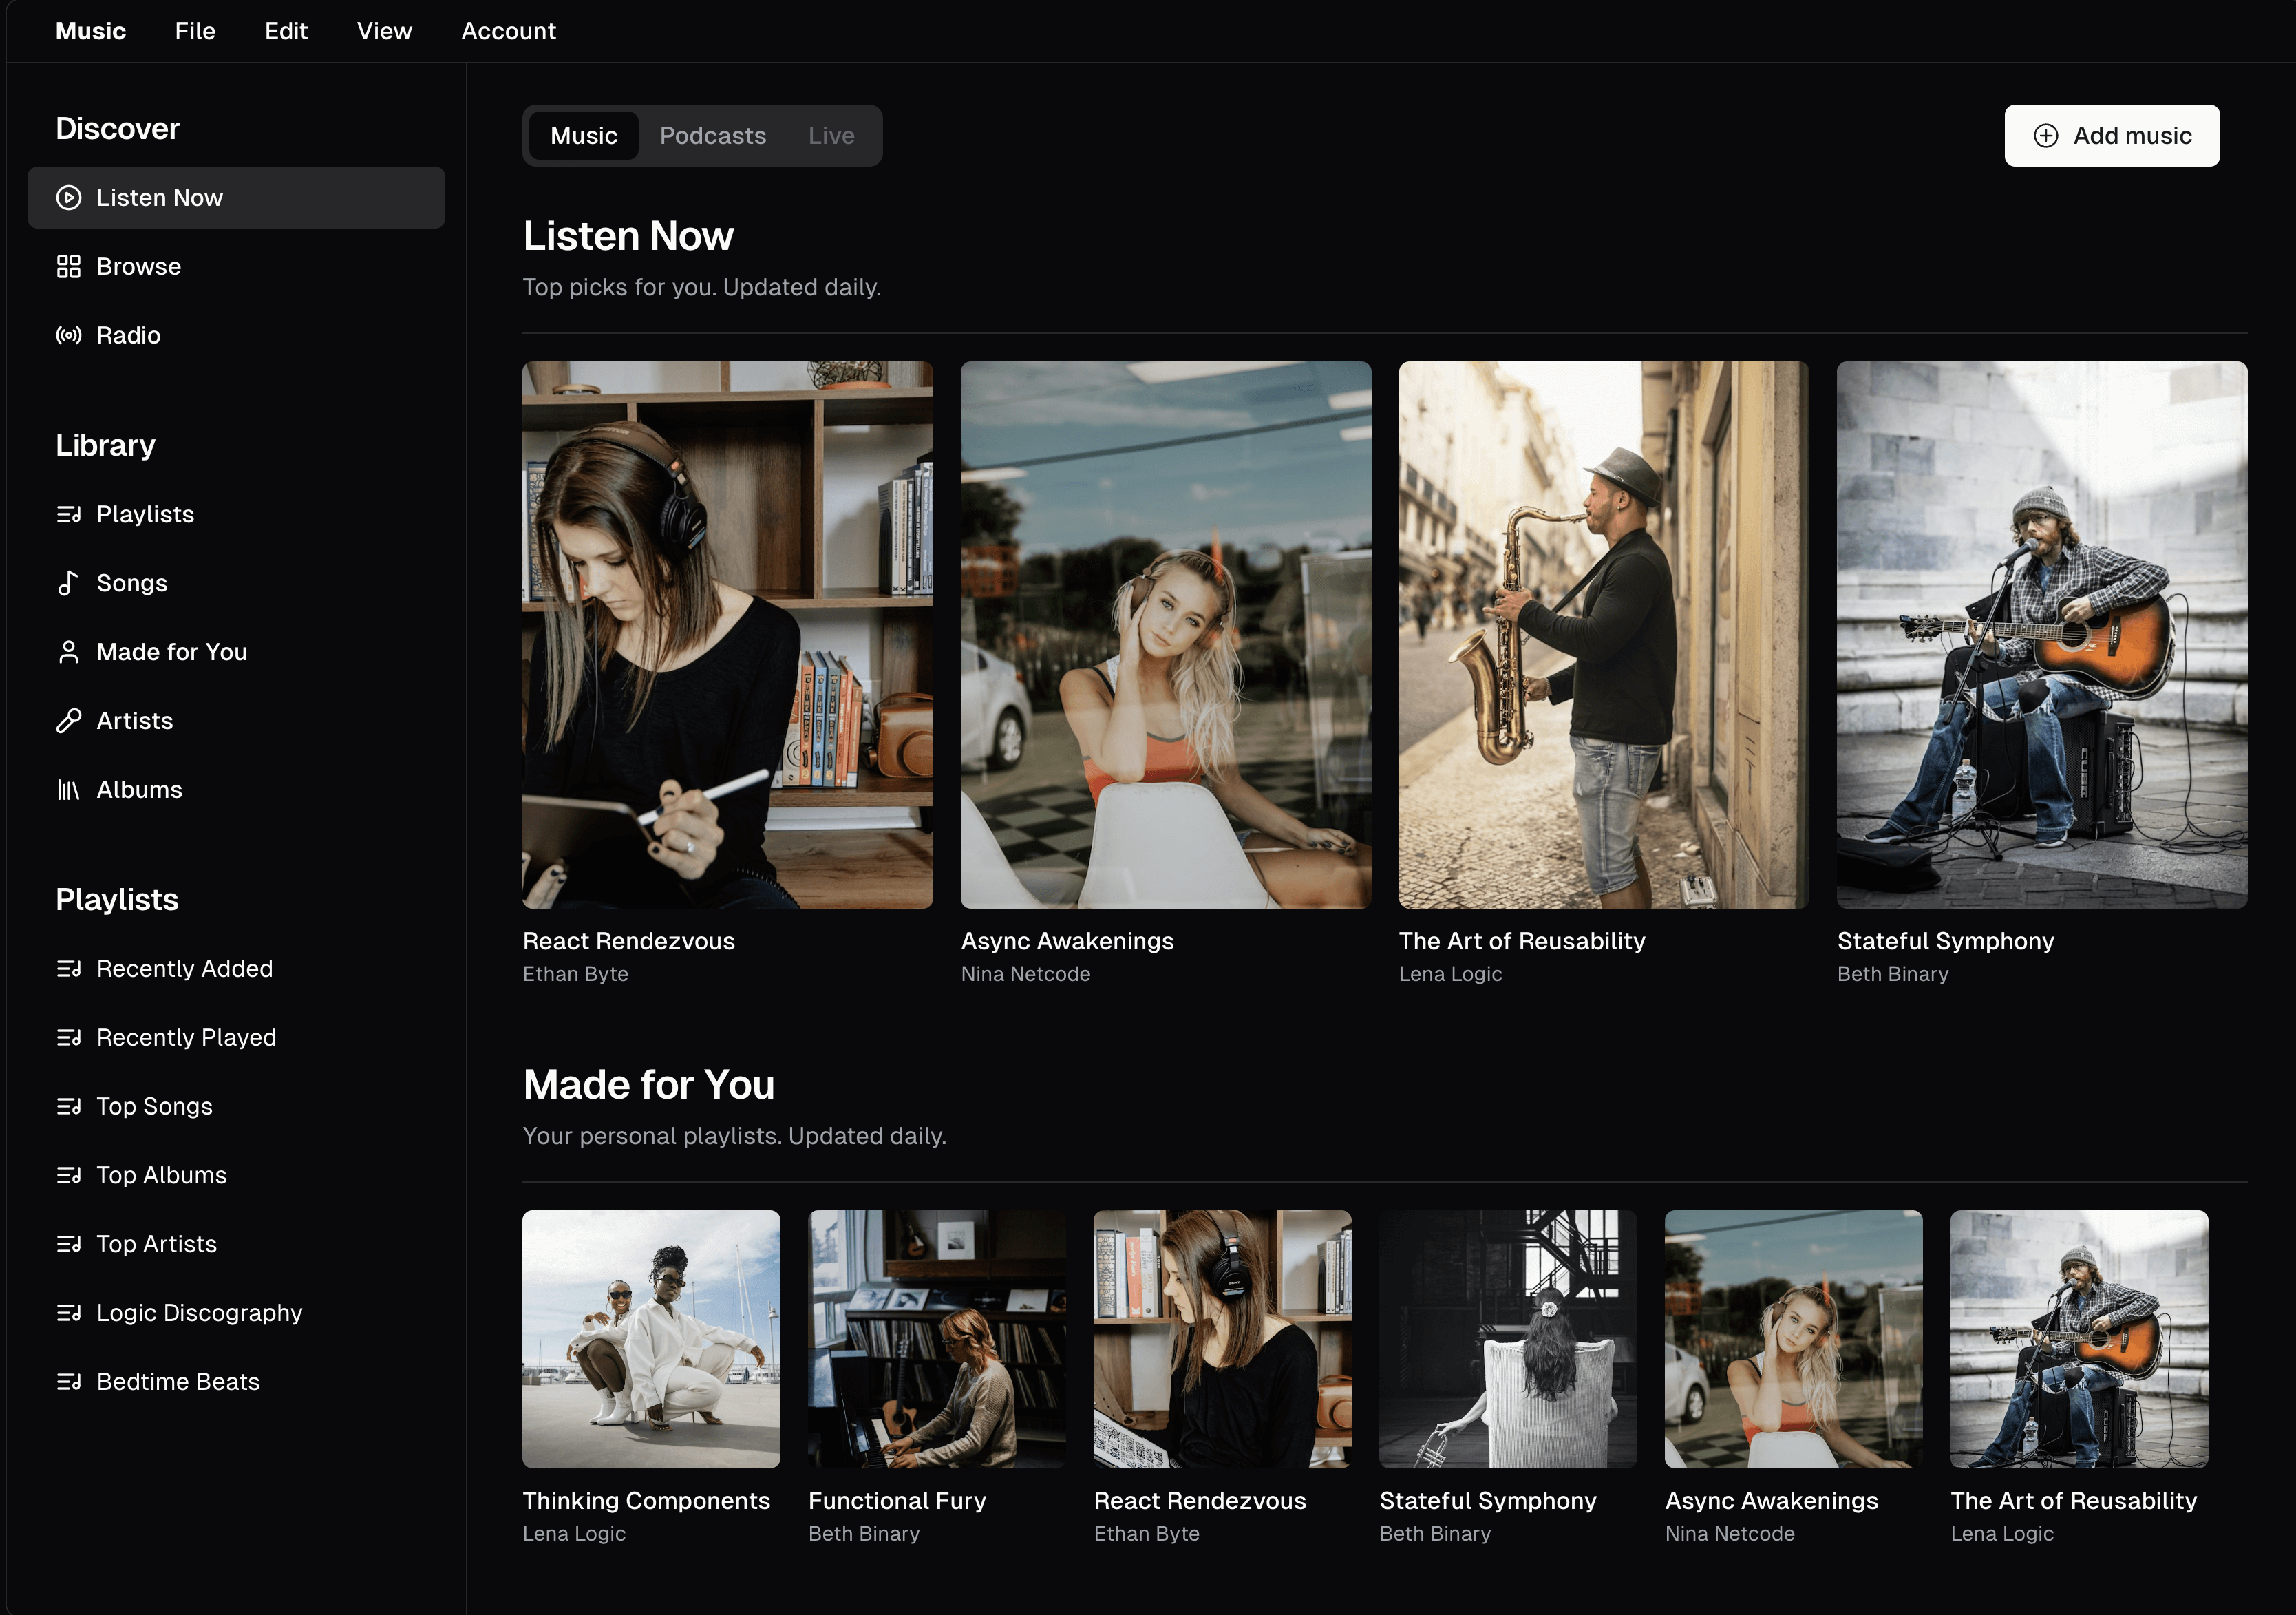 Music File Edit View Account
Discover
Listen Now
Browse
Radio
Library
Playlists
Songs
Made for You
Artists
Albums
Playlists
Recently Added
Recently Played
Top Songs
Top Albums
Top Artists
Logic Discography
Bedtime Beats
Music Podcasts Live
Add music
Listen Now
Top picks for you. Updated daily.
React Rendezvous
Ethan Byte
Async Awakenings
Nina Netcode
The Art of Reusability
Lena Logic
Stateful Symphony
Beth Binary
Made for You
Your personal playlists. Updated daily.
Thinking Components
Lena Logic
Functional Fury
Beth Binary
React Rendezvous
Ethan Byte
Stateful Symphony
Beth Binary
Async Awakenings
Nina Netcode
The Art of Reusability
Lena Logic